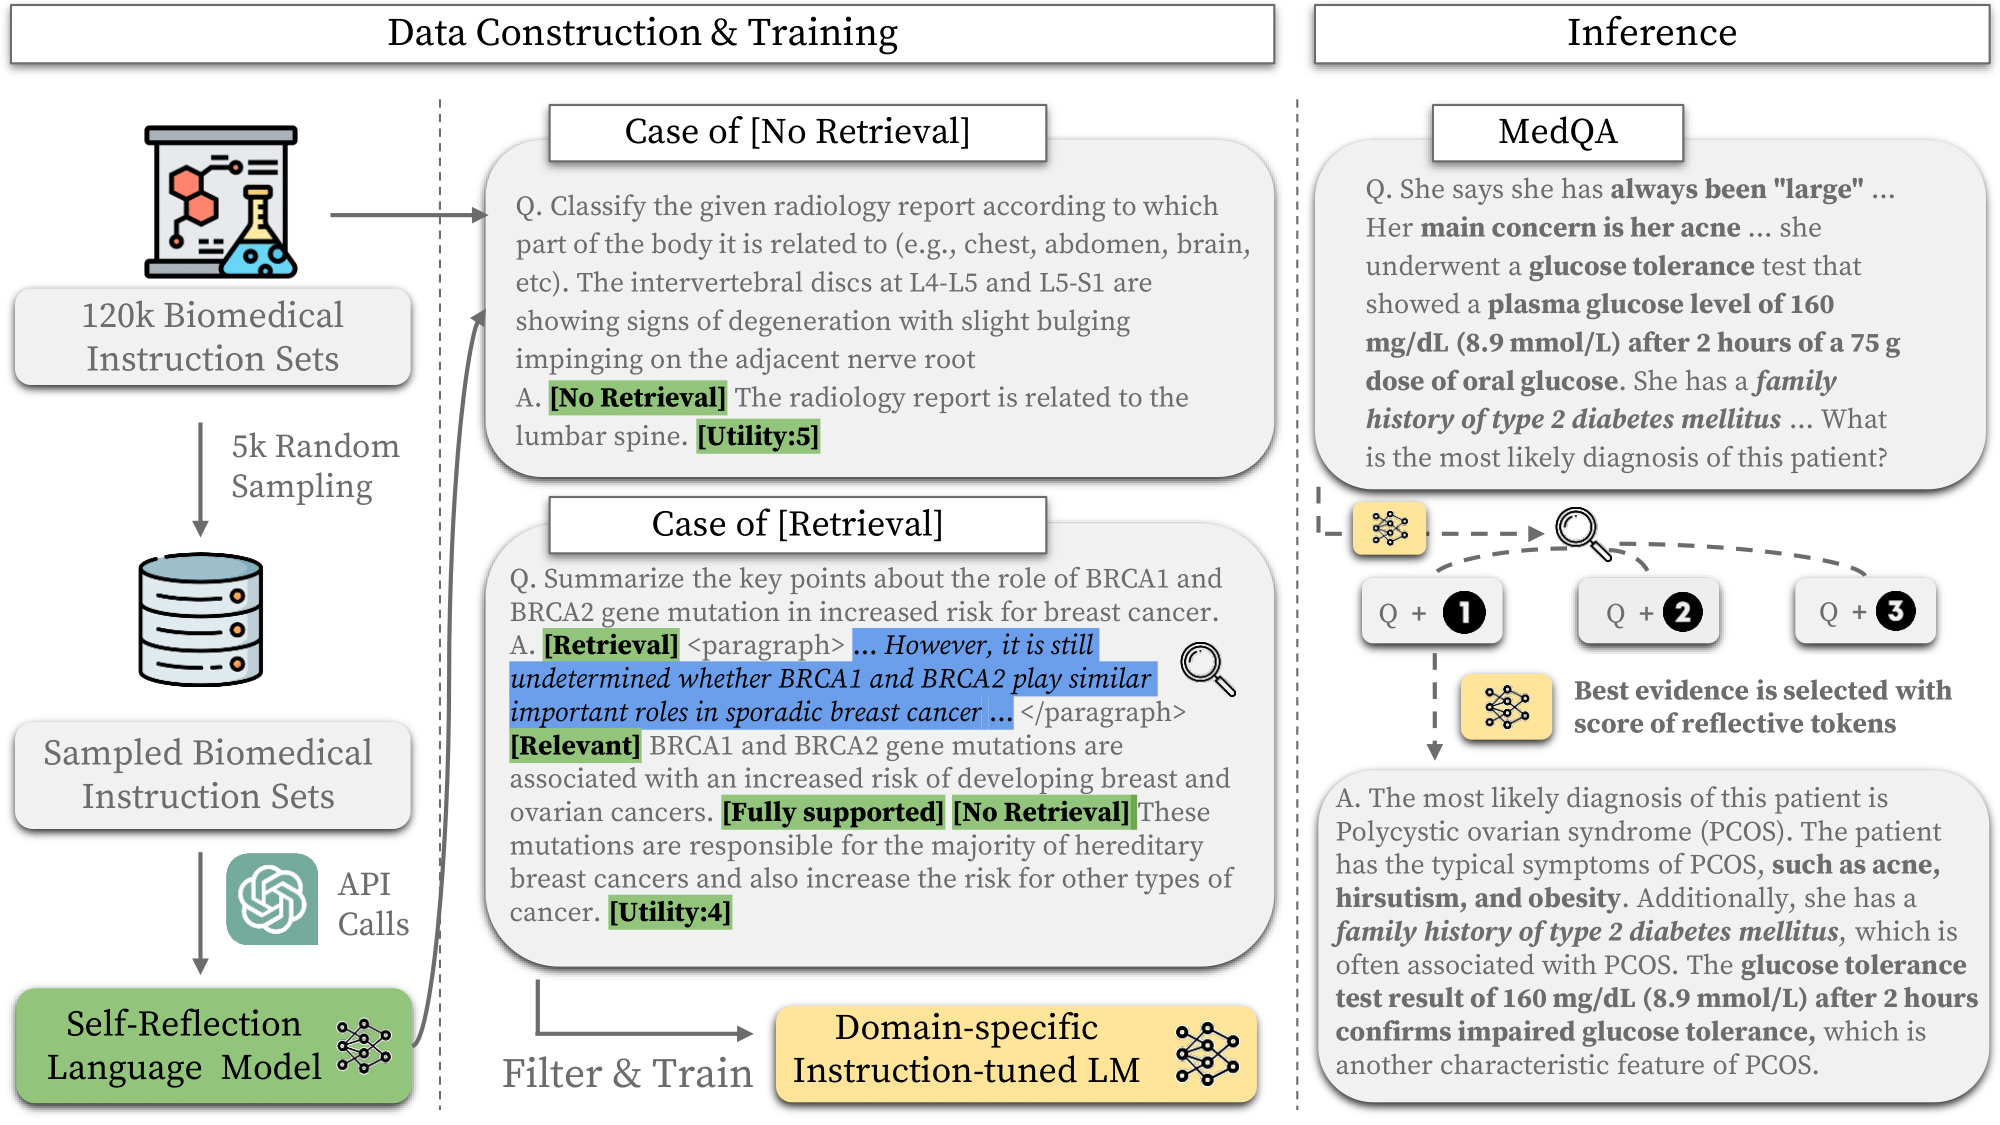 Data Construction & Training
120k Biomedical
Instruction Sets
5k Random
Sampling
Sampled Biomedical
Instruction Sets
API
Calls
Self-Reflection
Language Model
Case of [No Retrieval]
Q. Classify the given radiology report according to which
part of the body it is related to (e.g., chest, abdomen, brain,
etc). The intervertebral discs at L4-L5 and L5-S1 are
showing signs of degeneration with slight bulging
impinging on the adjacent nerve root
A. [No Retrieval] The radiology report is related to the
lumbar spine. [Utility:5]
Case of [Retrieval]
Q. Summarize the key points about the role of BRCA1 and
BRCA2 gene mutation in increased risk for breast cancer.
A. [Retrieval] <paragraph> ... However, it is still
undetermined whether BRCA1 and BRCA2 play similar
important roles in sporadic breast cancer ... </paragraph>
[Relevant] BRCA1 and BRCA2 gene mutations are
associated with an increased risk of developing breast and
ovarian cancers. [Fully supported] [No Retrieval] These
mutations are responsible for the majority of hereditary
breast cancers and also increase the risk for other types of
cancer. [Utility:4]
Filter & Train
Domain-specific
Instruction-tuned LM
Inference
MedQA
Q. She says she has always been "large" ...
Her main concern is her acne ... she
underwent a glucose tolerance test that
showed a plasma glucose level of 160
mg/dL (8.9 mmol/L) after 2 hours of a 75 g
dose of oral glucose. She has a family
history of type 2 diabetes mellitus ... What
is the most likely diagnosis of this patient?
Q + 1
Q + 2
Q + 3
Best evidence is selected with
score of reflective tokens
A. The most likely diagnosis of this patient is
Polycystic ovarian syndrome (PCOS). The patient
has the typical symptoms of PCOS, such as acne,
hirsutism, and obesity. Additionally, she has a
family history of type 2 diabetes mellitus, which is
often associated with PCOS. The glucose tolerance
test result of 160 mg/dL (8.9 mmol/L) after 2 hours
confirms impaired glucose tolerance, which is
another characteristic feature of PCOS.